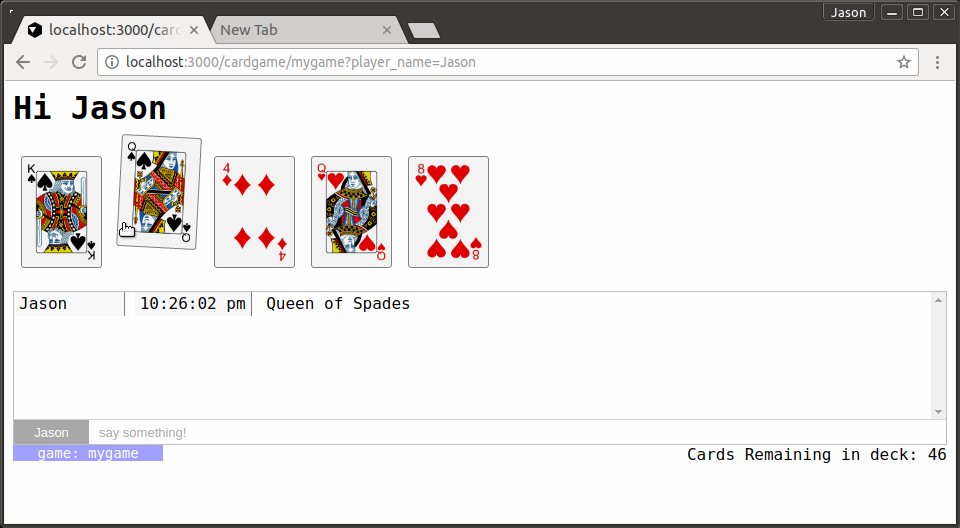 Jason
localhost:3000/card
New Tab
localhost:3000/cardgame/mygame?player_name=Jason
Hi Jason
K Q 4 Q 8
K Q 4 Q 8
Jason 10:26:02 pm Queen of Spades
Jason say something!
game: mygame Cards Remaining in deck: 46